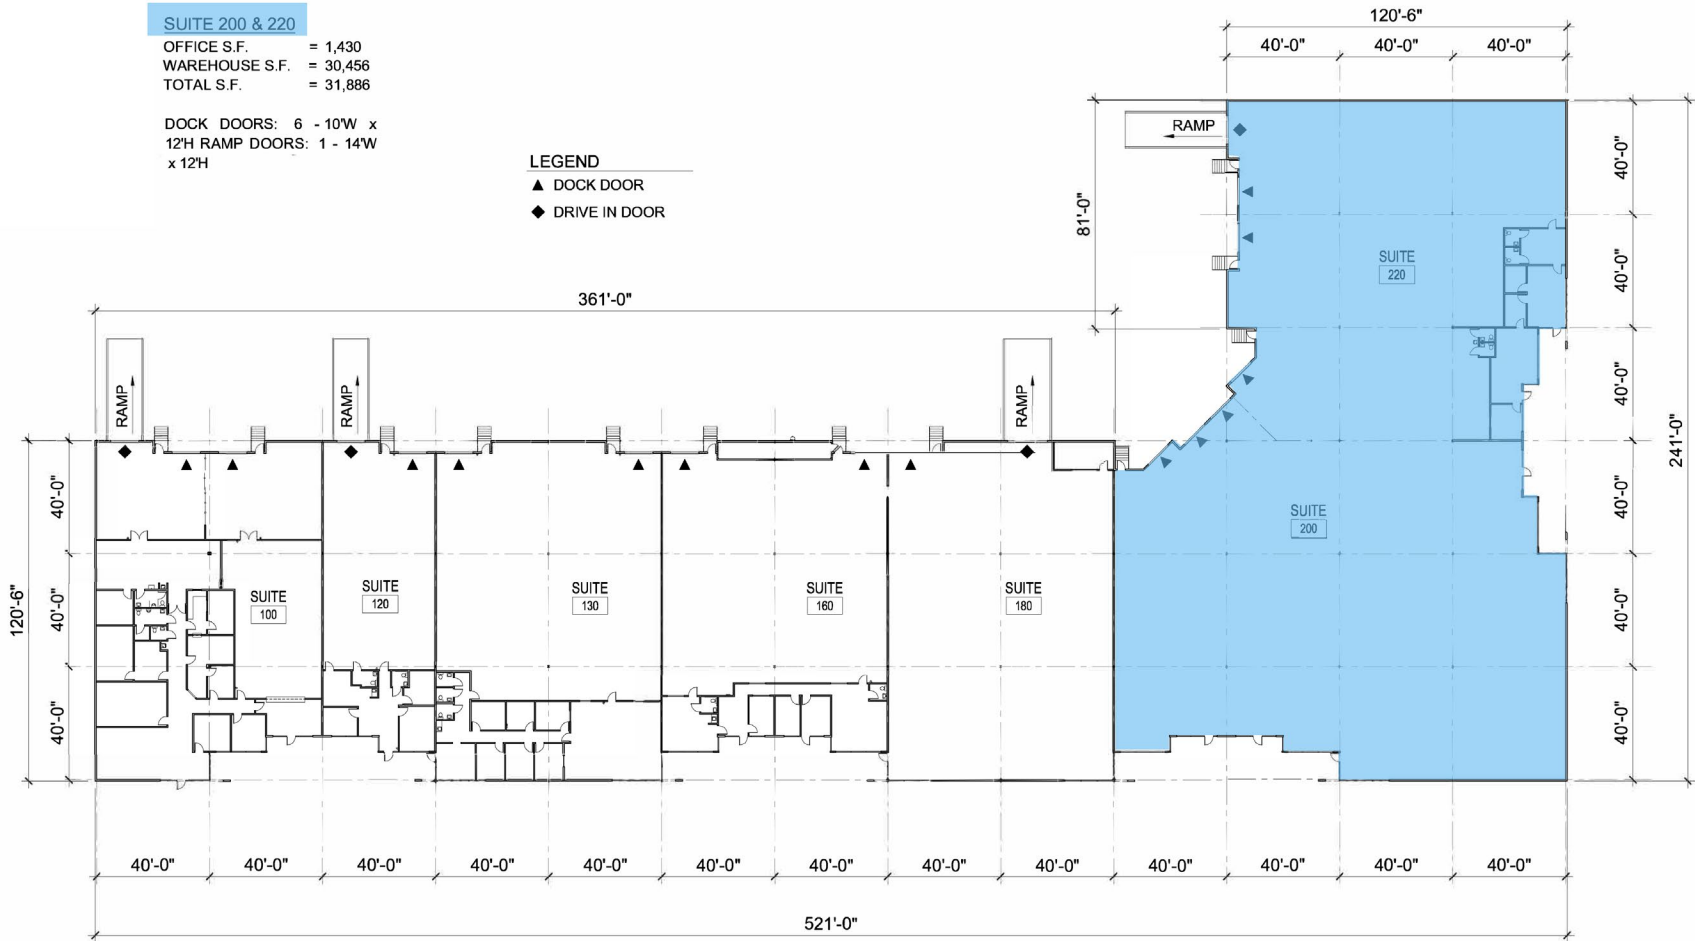 SUITE 200 & 220
OFFICE S.F. = 1,430
WAREHOUSE S.F. = 30,456
TOTAL S.F. = 31,886
DOCK DOORS: 6 - 10'W x
12'H RAMP DOORS: 1 - 14'W
x 12'H
LEGEND
DOCK DOOR
DRIVE IN DOOR
120'-6"
40'-0" 40'-0" 40'-0"
RAMP
81'-0"
40'-0"
40'-0"
40'-0"
40'-0"
40'-0"
40'-0"
241'-0"
SUITE
220
361'-0"
RAMP
RAMP
RAMP
120'-6"
40'-0"
40'-0"
40'-0"
SUITE
100
SUITE
120
SUITE
130
SUITE
160
SUITE
180
SUITE
200
40'-0" 40'-0" 40'-0" 40'-0" 40'-0" 40'-0" 40'-0" 40'-0" 40'-0" 40'-0" 40'-0" 40'-0" 40'-0"
521'-0"